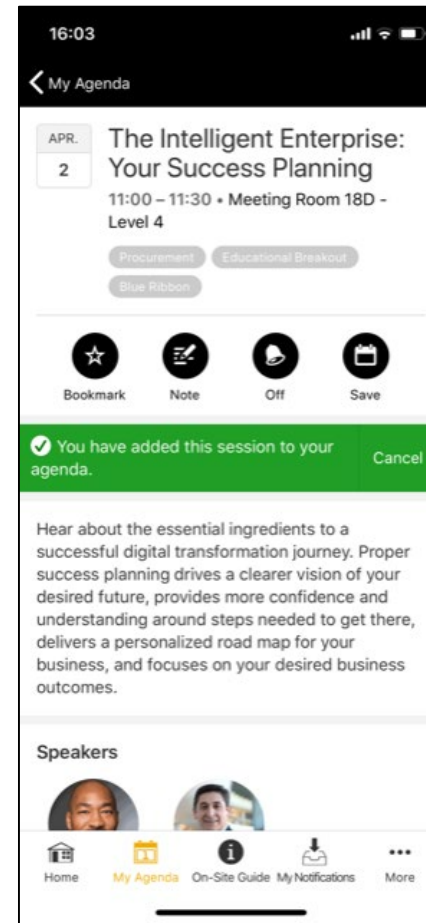 16:03
My Agenda
APR.
2
The Intelligent Enterprise:
Your Success Planning
11:00 – 11:30 • Meeting Room 18D -
Level 4
Procurement
Educational Breakout
Blue Ribbon
Bookmark
Note
Off
Save
You have added this session to your
agenda.
Cancel
Hear about the essential ingredients to a
successful digital transformation journey. Proper
success planning drives a clearer vision of your
desired future, provides more confidence and
understanding around steps needed to get there,
delivers a personalized road map for your
business, and focuses on your desired business
outcomes.
Speakers
Home
My Agenda
On-Site Guide
My Notifications
More